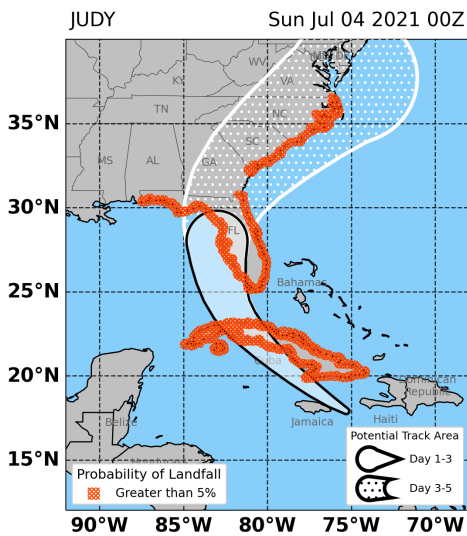 JUDY
Sun Jul 04 2021 00Z
WV
KY
VA
TN
NC
35°N
SC
MS
AL
GA
30°N
FL
25°N
Bahamas
Cuba
20°N
Dominican
Republic
Belize
Jamaica
Haiti
15°N
Probability of Landfall
Greater than 5%
Potential Track Area
Day 1-3
Day 3-5
90°W
85°W
80°W
75°W
70°W